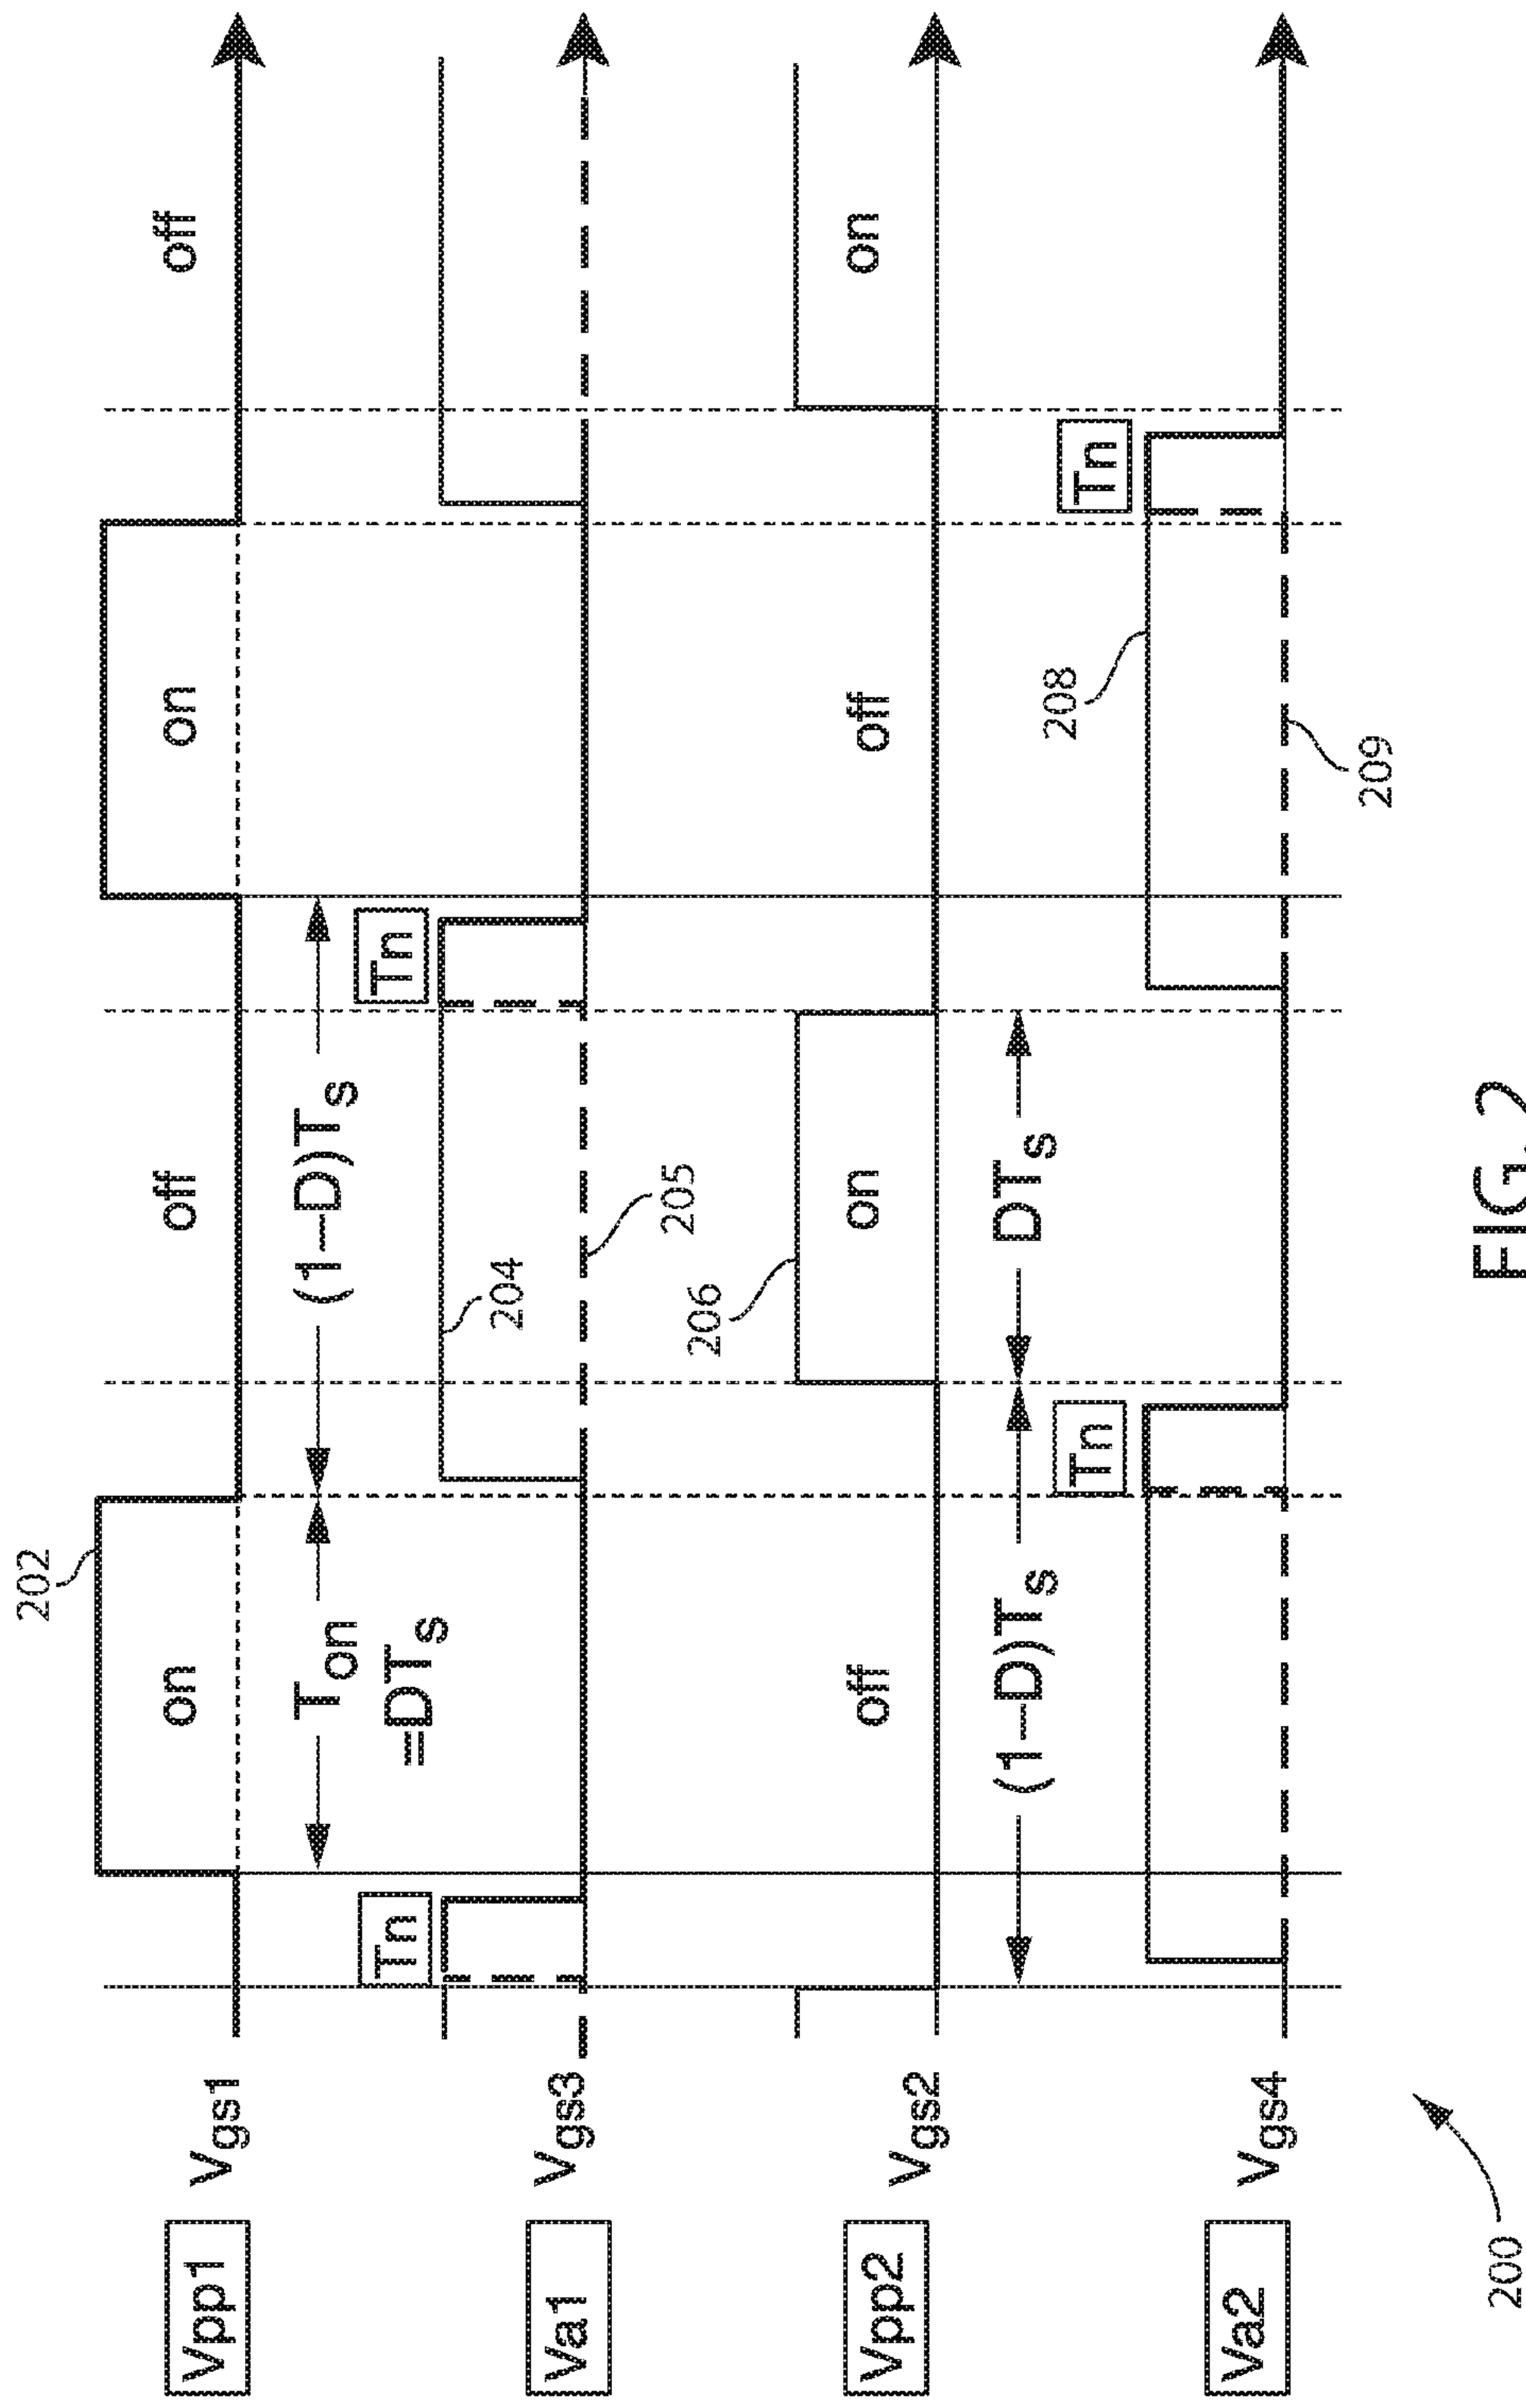 202
Vpp1 Vgs1 on off on off
Ton
=DTs
(1–D)Ts
Tn Tn
204
Va1 Vgs3
205
206
Vpp2 Vgs2 off on off on
(1–D)Ts DTs
Tn Tn
208
Va2 Vgs4
209
200
FIG. 2